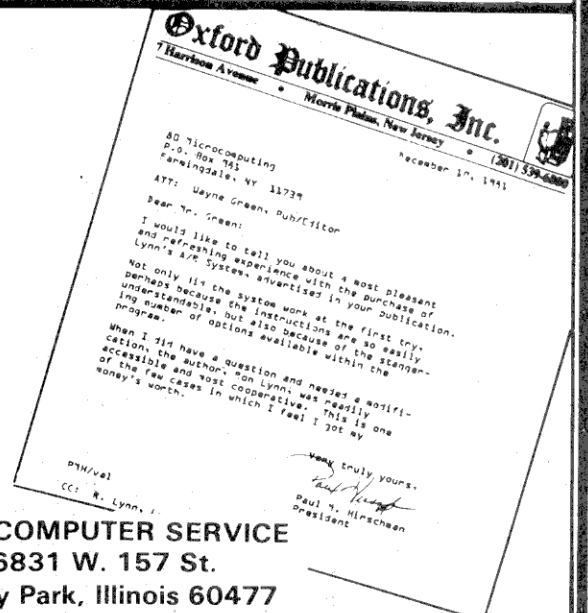 Oxford Publications, Inc.
7 Harrison Avenue • Morris Plains, New Jersey • (201) 539-6000
December 1981
80 Microcomputing
P.O. Box 981
Farmingdale, NY 11739
ATT: Wayne Green, Pub/Editor
Dear Mr. Green:
I would like to tell you about a most pleasant
and refreshing experience with the purchase of
Lynn's A/R System, advertised in your publication.
Not only did the system work at the first try,
perhaps because the instructions are so easily
understandable, but also because of the stagger-
ing number of options available within the
program.
When I did have a question and needed a modifi-
cation, the author, Ron Lynn, was readily
accessible and most cooperative. This is one
of the few cases in which I feel I got my
money's worth.
Very truly yours,
Paul M. Hirschman
President
PMH/val
CC: R. Lynn,
COMPUTER SERVICE
6831 W. 157 St.
y Park, Illinois 60477